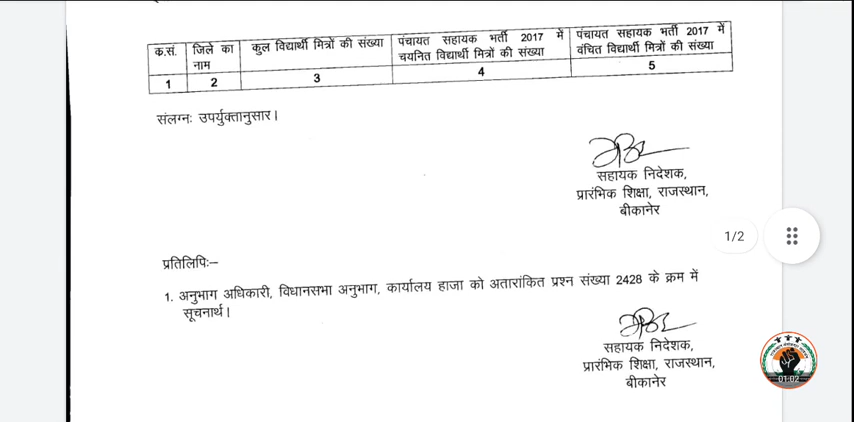 क.सं. जिले का नाम कुल विद्यार्थी मित्रों की संख्या पंचायत सहायक भर्ती 2017 में चयनित विद्यार्थी मित्रों की संख्या पंचायत सहायक भर्ती 2017 में वंचित विद्यार्थी मित्रों की संख्या
1 2 3 4 5
संलग्नः उपर्युक्तानुसार।
सहायक निदेशक,
प्रारंभिक शिक्षा, राजस्थान,
बीकानेर
1/2
प्रतिलिपिः–
1. अनुभाग अधिकारी, विधानसभा अनुभाग, कार्यालय हाजा को अतारांकित प्रश्न संख्या 2428 के क्रम में
सूचनार्थ।
सहायक निदेशक,
प्रारंभिक शिक्षा, राजस्थान,
बीकानेर
01:02